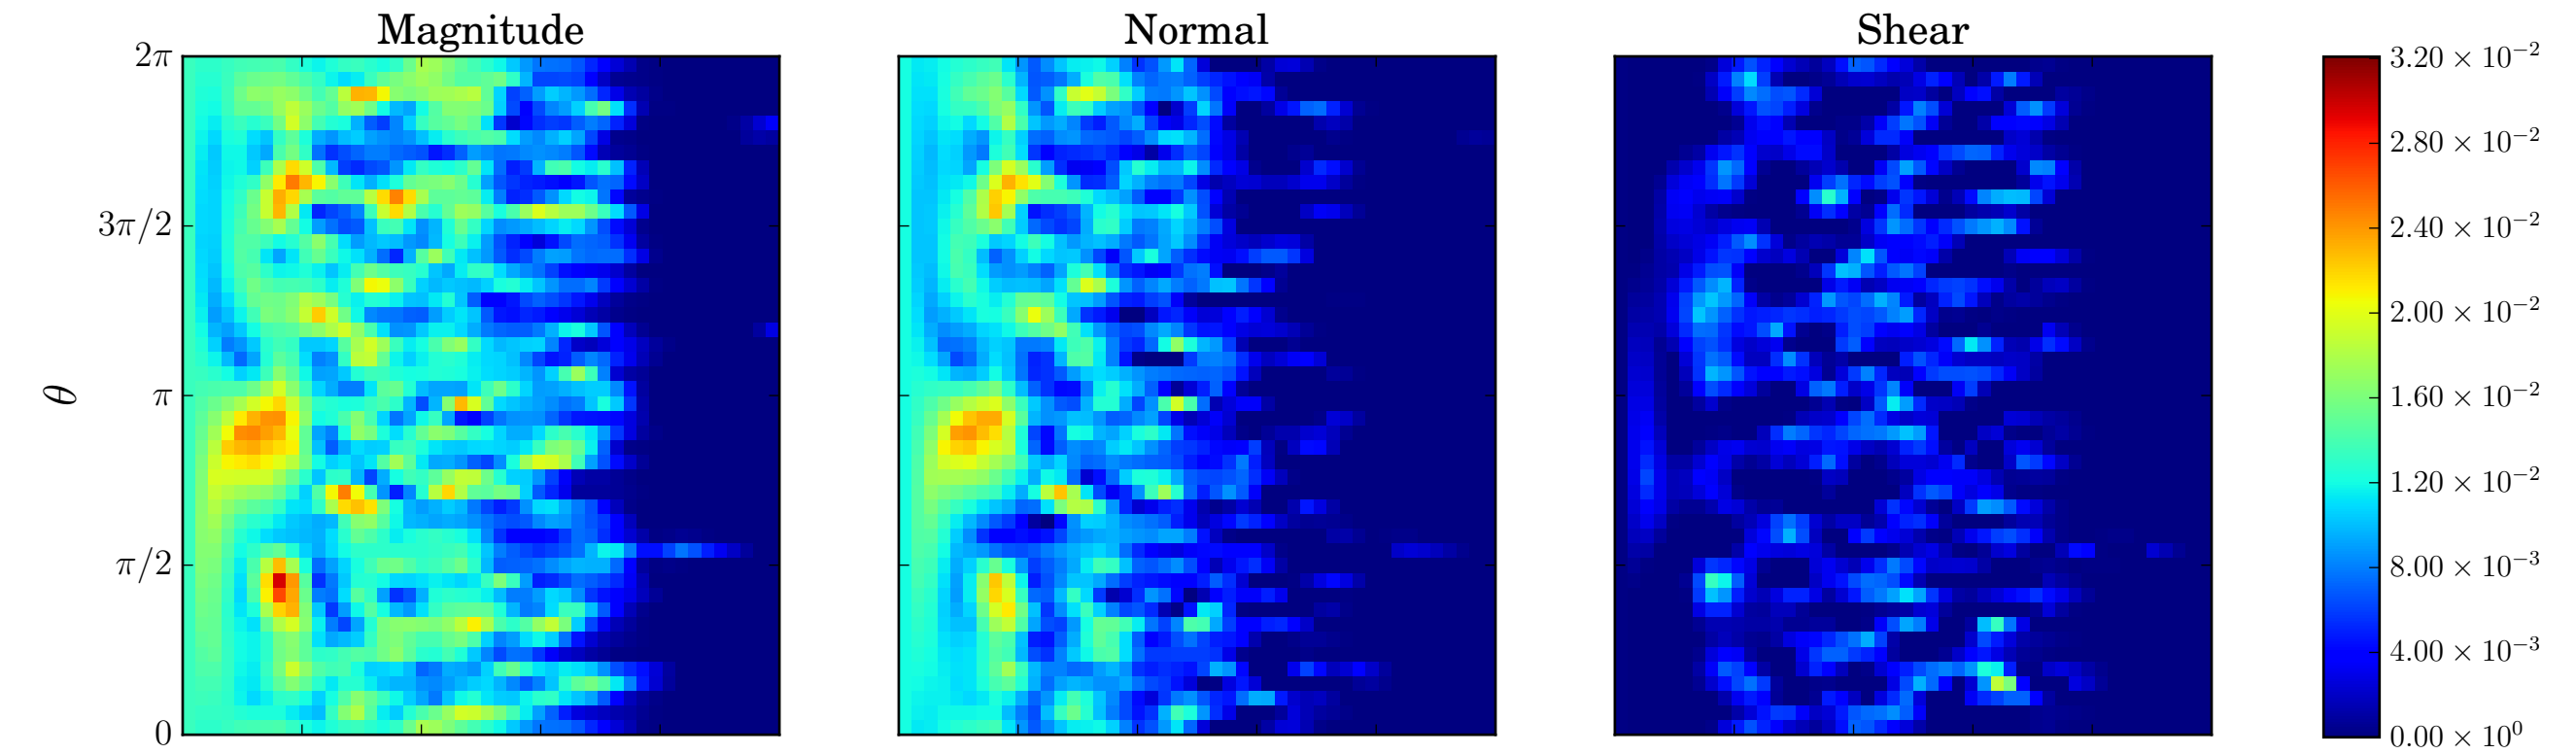 Magnitude
Normal
Shear
θ
2π
3π/2
π
π/2
0
3.20 × 10⁻²
2.80 × 10⁻²
2.40 × 10⁻²
2.00 × 10⁻²
1.60 × 10⁻²
1.20 × 10⁻²
8.00 × 10⁻³
4.00 × 10⁻³
0.00 × 10⁰